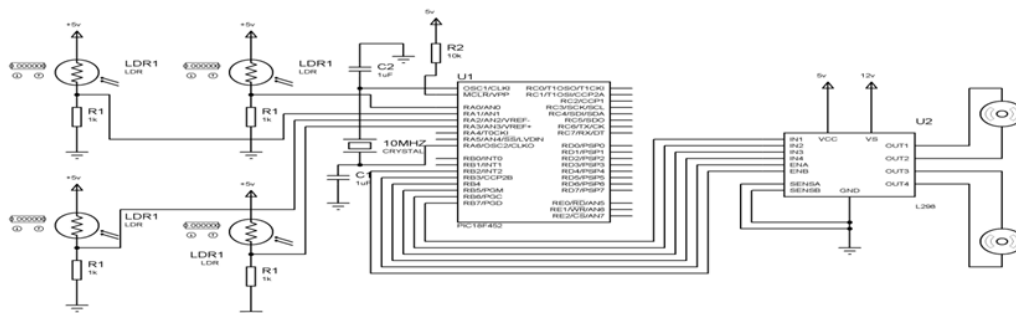 +5v
LDR1
LDR
R1
1k
+5v
LDR1
LDR
R1
1k
+5v
LDR1
LDR
R1
1k
+5v
LDR1
LDR
R1
1k
C2
1uF
5v
R2
10k
10MHZ
CRYSTAL
C1
1uF
U1
OSC1/CLKI
MCLR/VPP
RA0/AN0
RA1/AN1
RA2/AN2/VREF-
RA3/AN3/VREF+
RA4/T0CKI
RA5/AN4/SS/LVDIN
RA6/OSC2/CLKO
RB0/INT0
RB1/INT1
RB2/INT2
RB3/CCP2B
RB4
RB5/PGM
RB6/PGC
RB7/PGD
RC0/T1OSO/T1CKI
RC1/T1OSI/CCP2A
RC2/CCP1
RC3/SCK/SCL
RC4/SDI/SDA
RC5/SDO
RC6/TX/CK
RC7/RX/DT
RD0/PSP0
RD1/PSP1
RD2/PSP2
RD3/PSP3
RD4/PSP4
RD5/PSP5
RD6/PSP6
RD7/PSP7
RE0/RD/AN5
RE1/WR/AN6
RE2/CS/AN7
PIC18F452
5v
12v
U2
IN1
IN2
IN3
IN4
ENA
ENB
SENSA
SENSB
VCC
VS
GND
OUT1
OUT2
OUT3
OUT4
L298